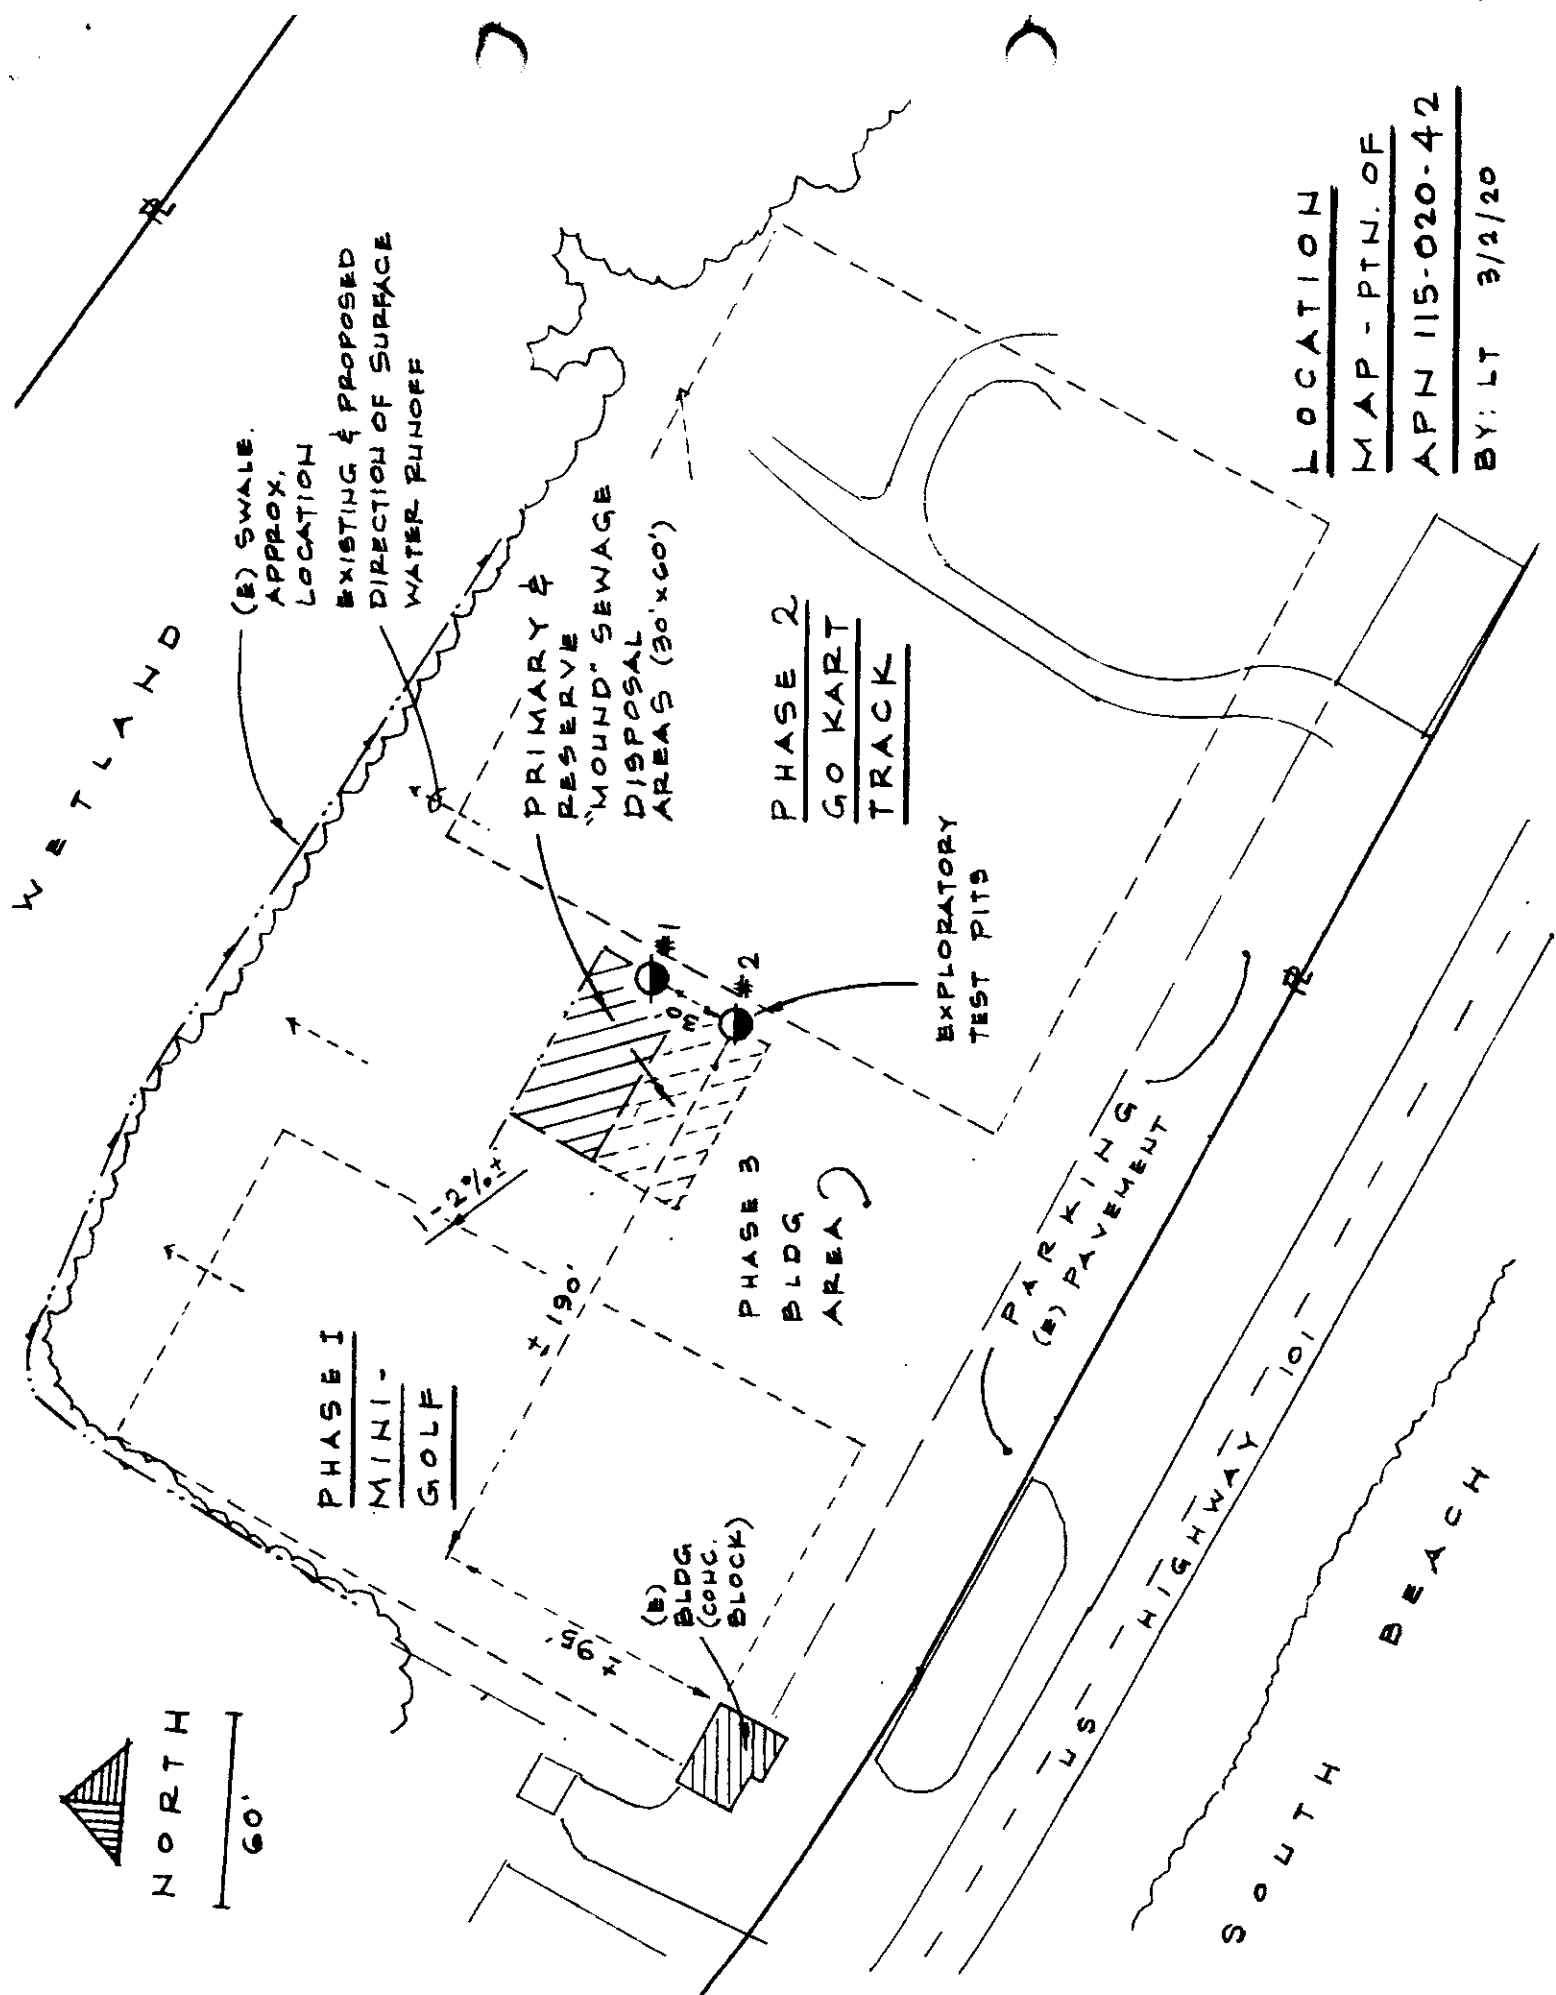 WETLAND
(E) SWALE.
APPROX.
LOCATION
EXISTING & PROPOSED
DIRECTION OF SURFACE
WATER RUNOFF
PRIMARY &
RESERVE
"MOUND" SEWAGE
DISPOSAL
AREAS (30'x60')
PHASE 2
GO KART
TRACK
EXPLORATORY
TEST PITS
#1
#2
30
-2%±
± 190'
± 95'
PHASE I
MINI-
GOLF
PHASE 3
BLDG
AREA
(E)
BLDG
(CONC.
BLOCK)
PARKING
(E) PAVEMENT
PL
PL
US HIGHWAY 101
SOUTH BEACH
NORTH
60'
LOCATION
MAP - PTN. OF
APN 115-020-42
BY: LT 3/2/20